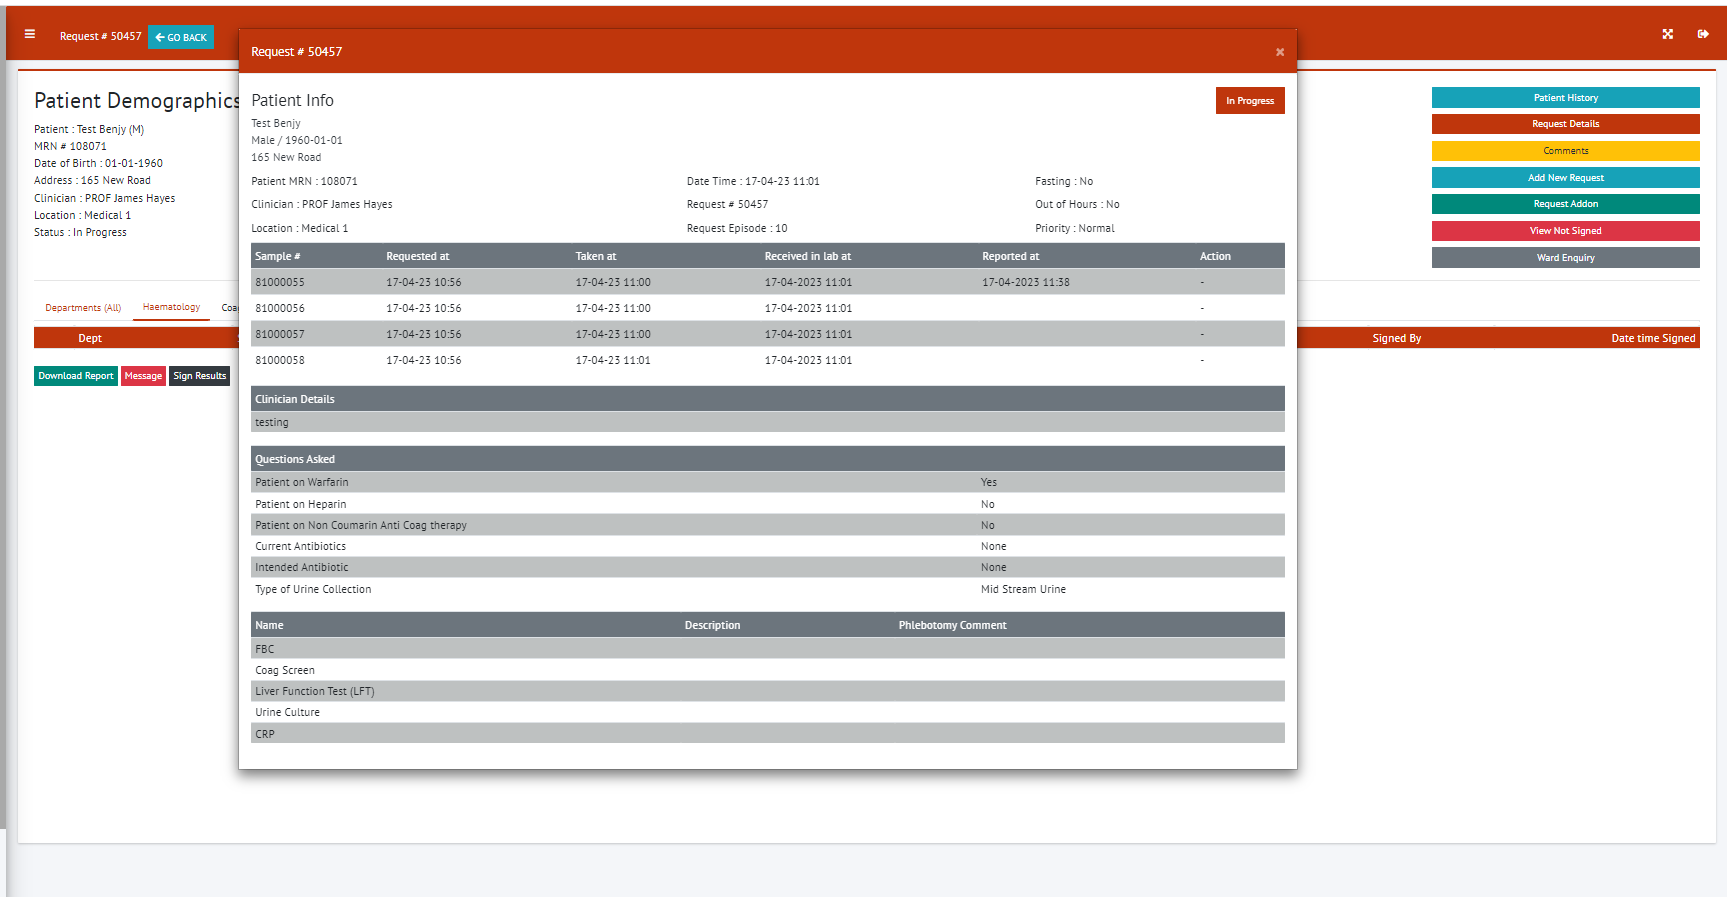 Request # 50457 GO BACK
Patient Demographics
Patient : Test Benjy (M)
MRN # 108071
Date of Birth : 01-01-1960
Address : 165 New Road
Clinician : PROF James Hayes
Location : Medical 1
Status : In Progress
Departments (All) Haematology
Dept
Download Report Message Sign Results
Request # 50457
Patient Info In Progress
Test Benjy
Male / 1960-01-01
165 New Road
Patient MRN : 108071 Date Time : 17-04-23 11:01 Fasting : No
Clinician : PROF James Hayes Request # 50457 Out of Hours : No
Location : Medical 1 Request Episode : 10 Priority : Normal
Sample # Requested at Taken at Received in lab at Reported at Action
81000055 17-04-23 10:56 17-04-23 11:00 17-04-2023 11:01 17-04-2023 11:38 -
81000056 17-04-23 10:56 17-04-23 11:00 17-04-2023 11:01 -
81000057 17-04-23 10:56 17-04-23 11:00 17-04-2023 11:01 -
81000058 17-04-23 10:56 17-04-23 11:01 17-04-2023 11:01 -
Clinician Details
testing
Questions Asked
Patient on Warfarin Yes
Patient on Heparin No
Patient on Non Coumarin Anti Coag therapy No
Current Antibiotics None
Intended Antibiotic None
Type of Urine Collection Mid Stream Urine
Name Description Phlebotomy Comment
FBC
Coag Screen
Liver Function Test (LFT)
Urine Culture
CRP
Patient History
Request Details
Comments
Add New Request
Request Addon
View Not Signed
Ward Enquiry
Signed By Date time Signed